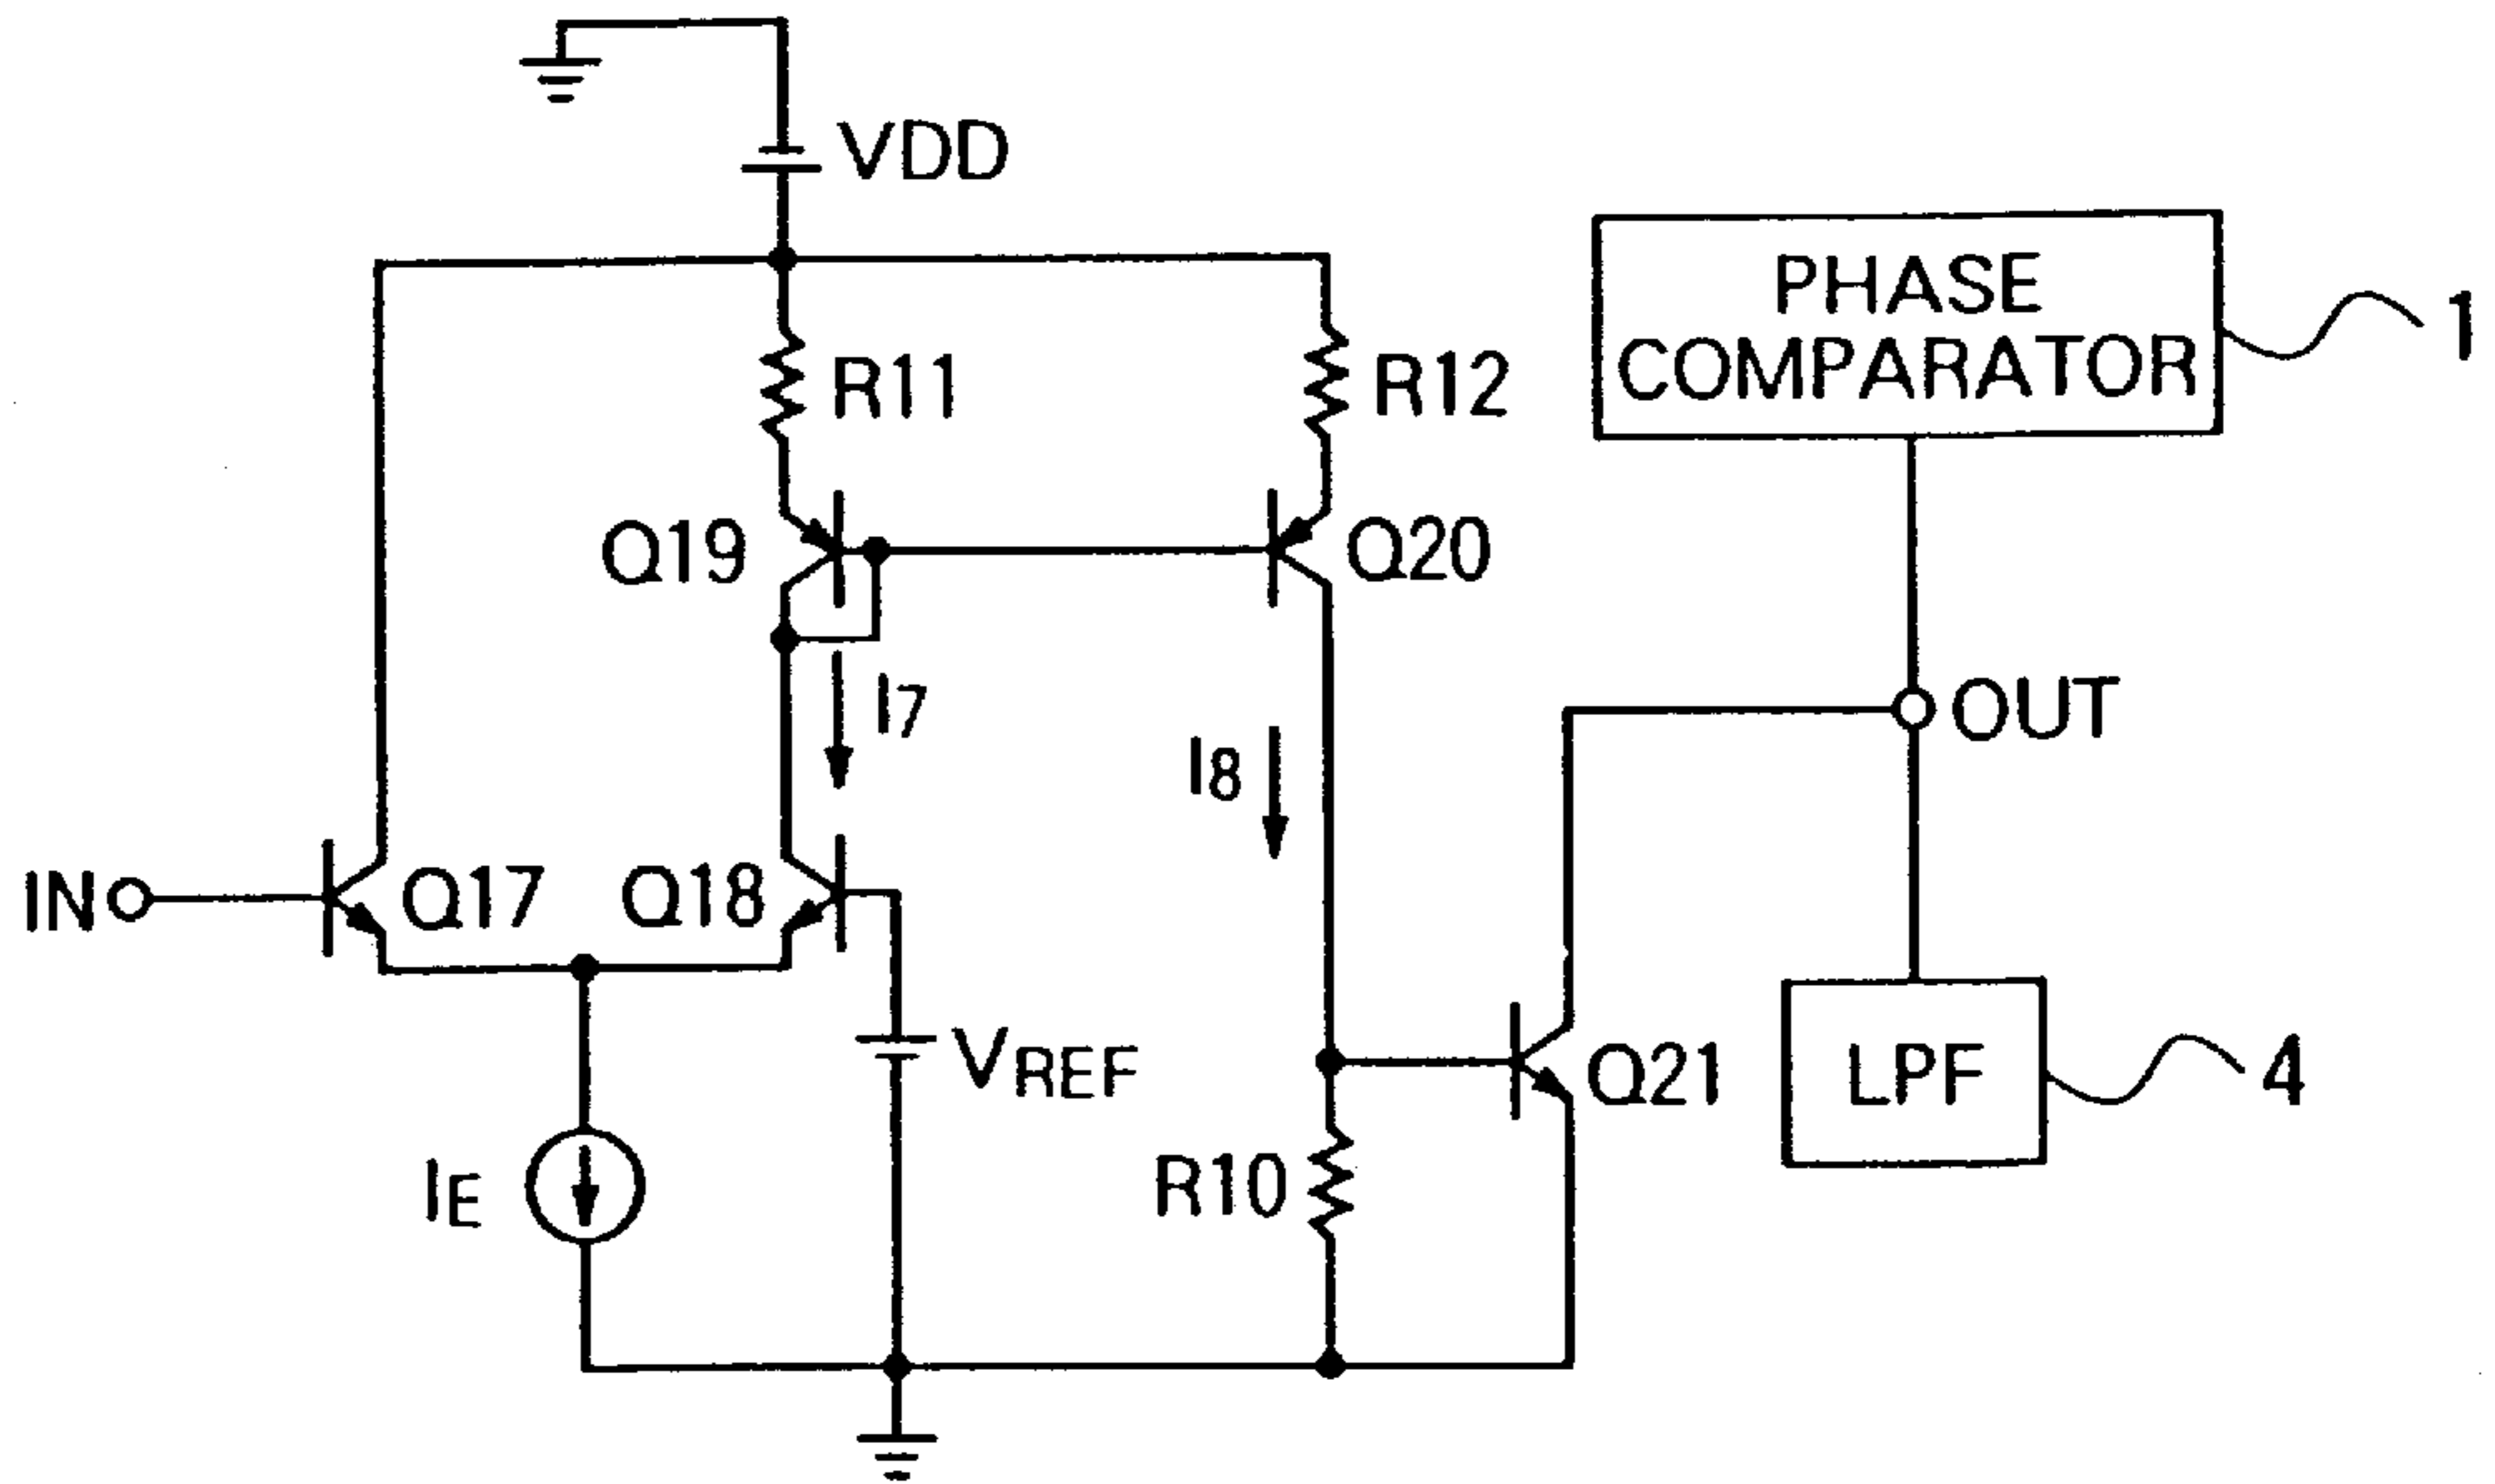 VDD
PHASE
COMPARATOR
1
R11
R12
Q19
Q20
I7
OUT
I8
IN
Q17
Q18
VREF
Q21
LPF
4
IE
R10